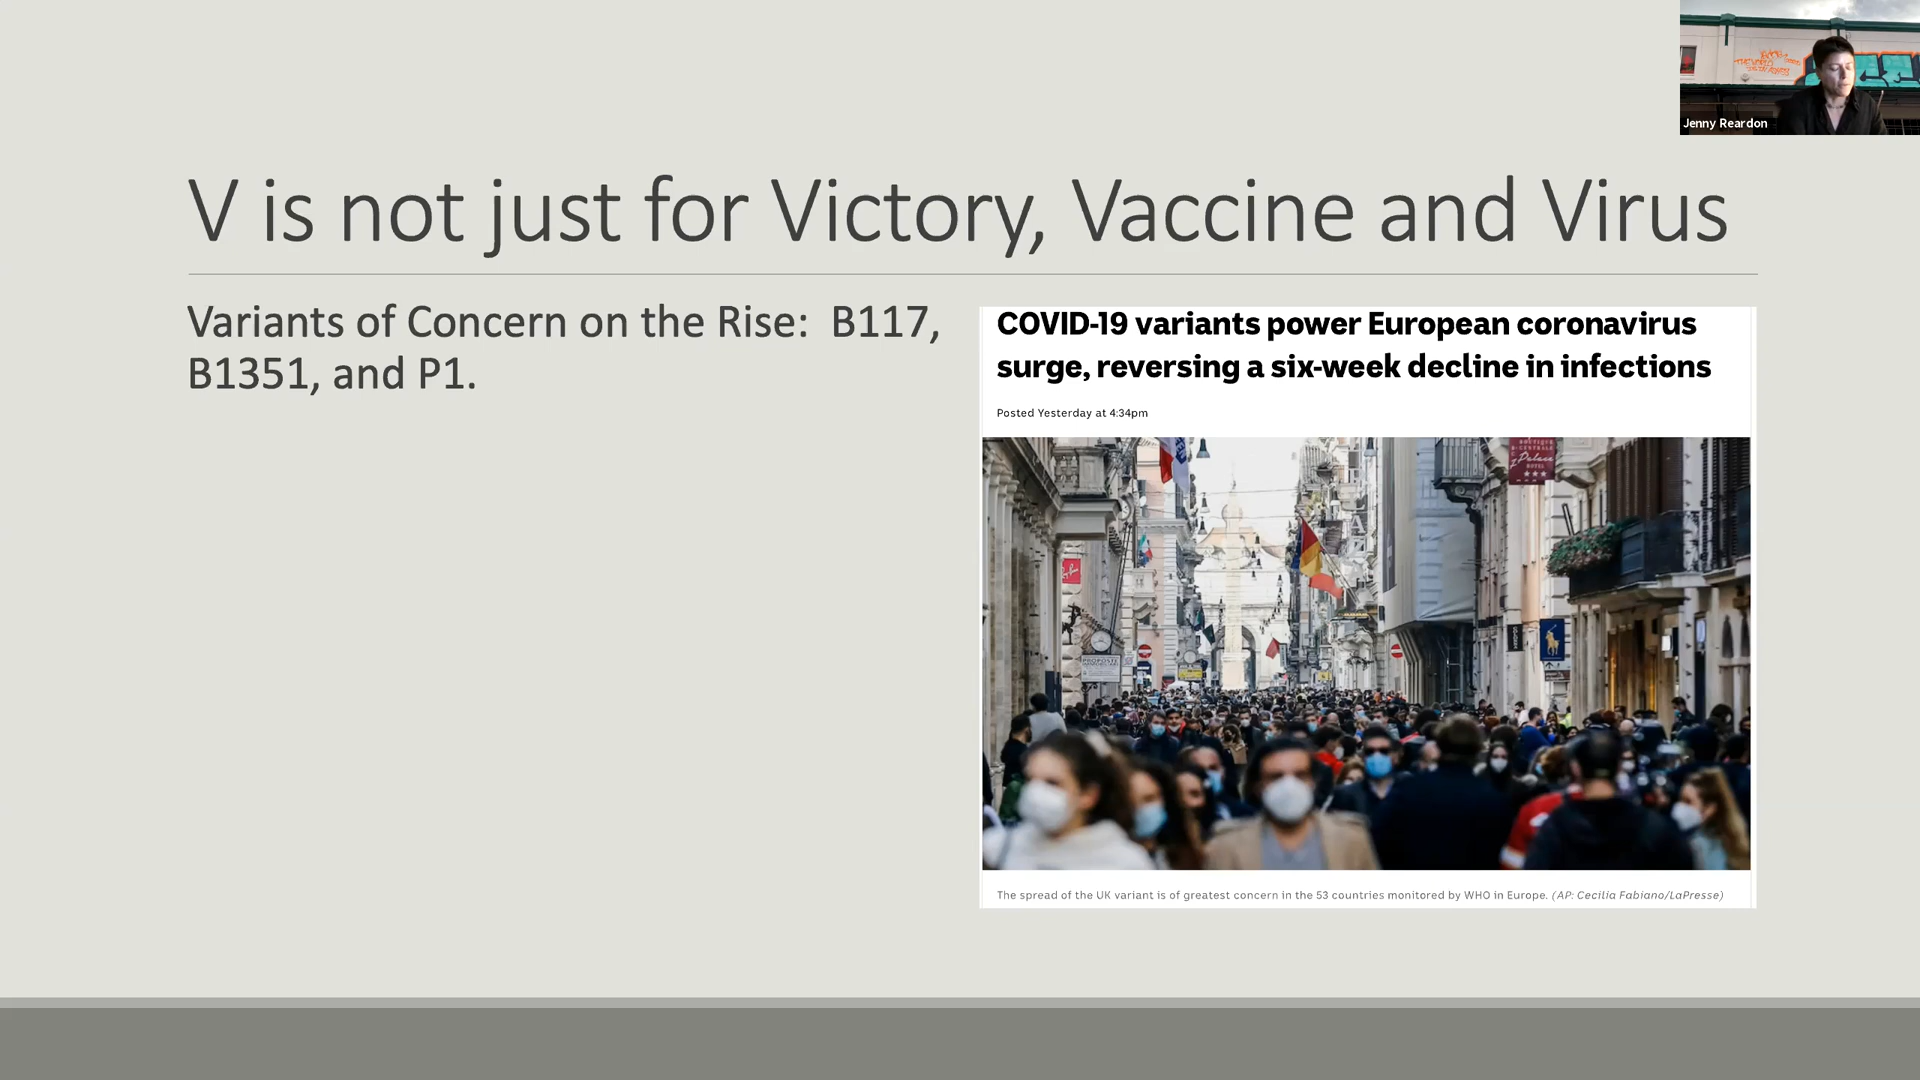 Jenny Reardon
V is not just for Victory, Vaccine and Virus
Variants of Concern on the Rise:  B117,
B1351, and P1.
COVID-19 variants power European coronavirus
surge, reversing a six-week decline in infections
Posted Yesterday at 4:34pm
Palace
HOTEL
PROPOSTE
The spread of the UK variant is of greatest concern in the 53 countries monitored by WHO in Europe. (AP: Cecilia Fabiano/LaPresse)